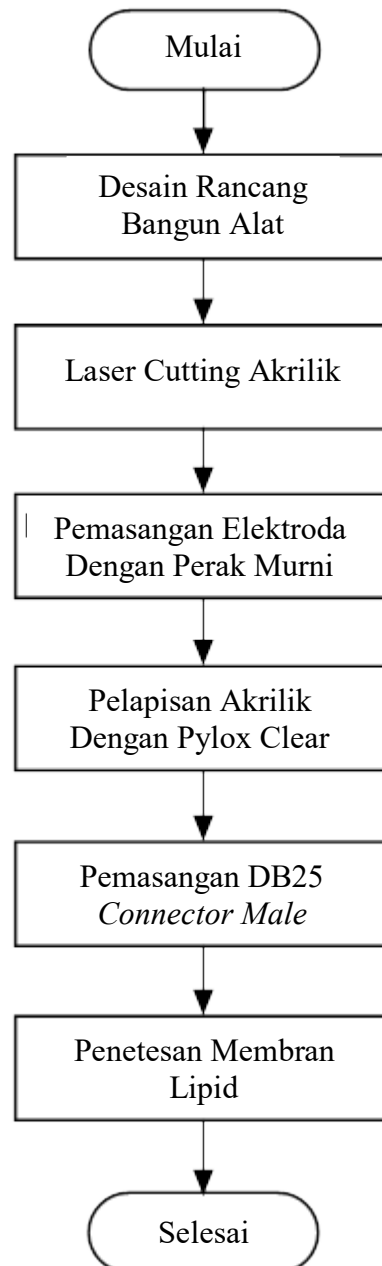 Mulai
Desain Rancang
Bangun Alat
Laser Cutting Akrilik
Pemasangan Elektroda
Dengan Perak Murni
Pelapisan Akrilik
Dengan Pylox Clear
Pemasangan DB25
Connector Male
Penetesan Membran
Lipid
Selesai